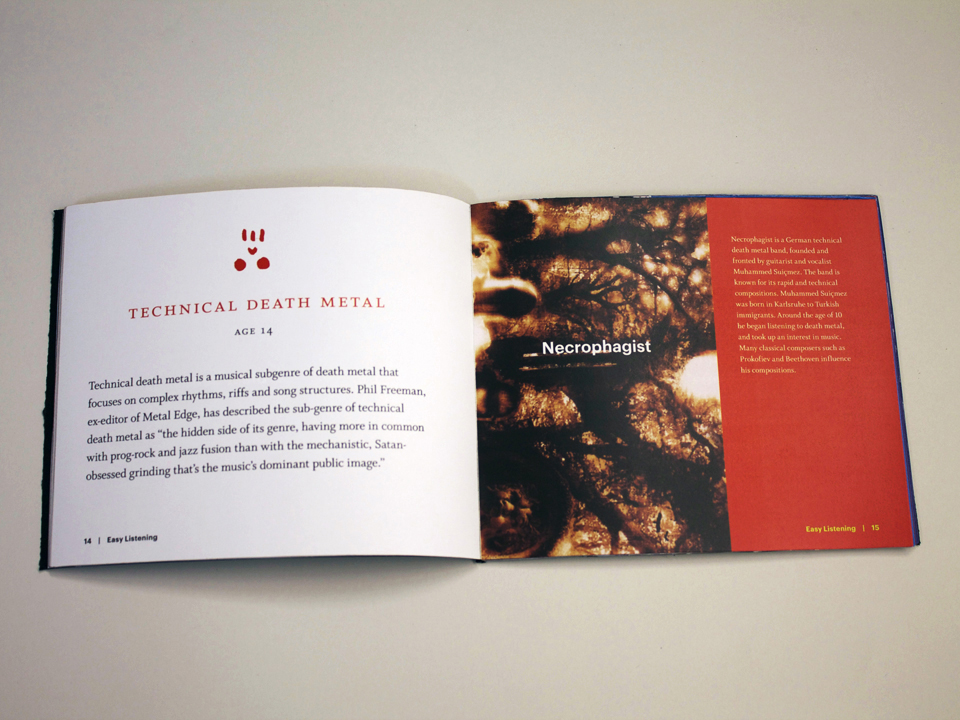 TECHNICAL DEATH METAL
AGE 14
Technical death metal is a musical subgenre of death metal that
focuses on complex rhythms, riffs and song structures. Phil Freeman,
ex-editor of Metal Edge, has described the sub-genre of technical
death metal as “the hidden side of its genre, having more in common
with prog-rock and jazz fusion than with the mechanistic, Satan-
obsessed grinding that’s the music’s dominant public image.”
14 | Easy Listening
Necrophagist
Necrophagist is a German technical
death metal band, founded and
fronted by guitarist and vocalist
Muhammed Suiçmez. The band is
known for its rapid and technical
compositions. Muhammed Suiçmez
was born in Karlsruhe to Turkish
immigrants. Around the age of 10
he began listening to death metal,
and took up an interest in music.
Many classical composers such as
Prokofiev and Beethoven influence
his compositions.
Easy Listening | 15